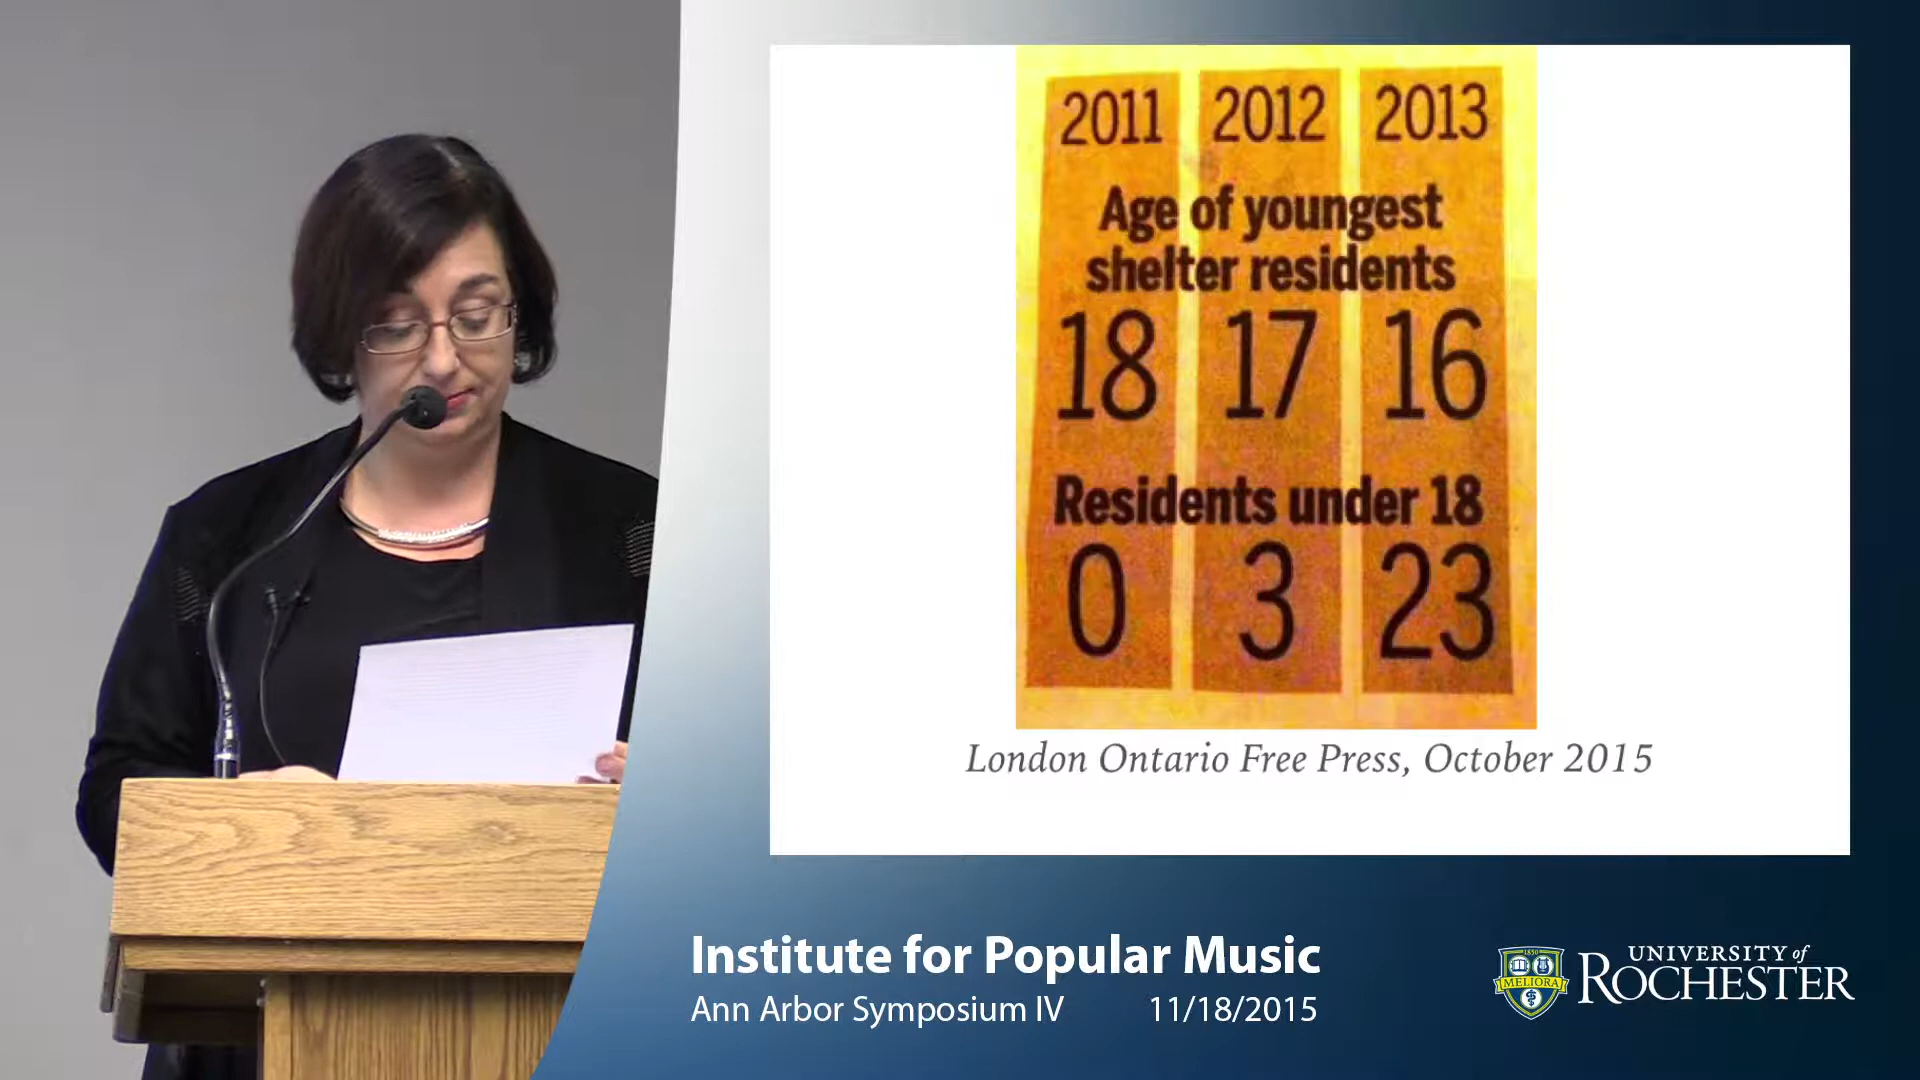 2011 2012 2013
Age of youngest
shelter residents
18 17 16
Residents under 18
0 3 23
London Ontario Free Press, October 2015
Institute for Popular Music
Ann Arbor Symposium IV 11/18/2015
1850
MELIORA
UNIVERSITY of
ROCHESTER